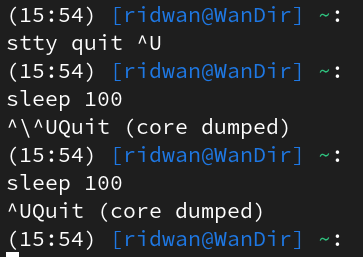 (15:54) [ridwan@WanDir] ~:
stty quit ^U
(15:54) [ridwan@WanDir] ~:
sleep 100
^\^UQuit (core dumped)
(15:54) [ridwan@WanDir] ~:
sleep 100
^UQuit (core dumped)
(15:54) [ridwan@WanDir] ~: